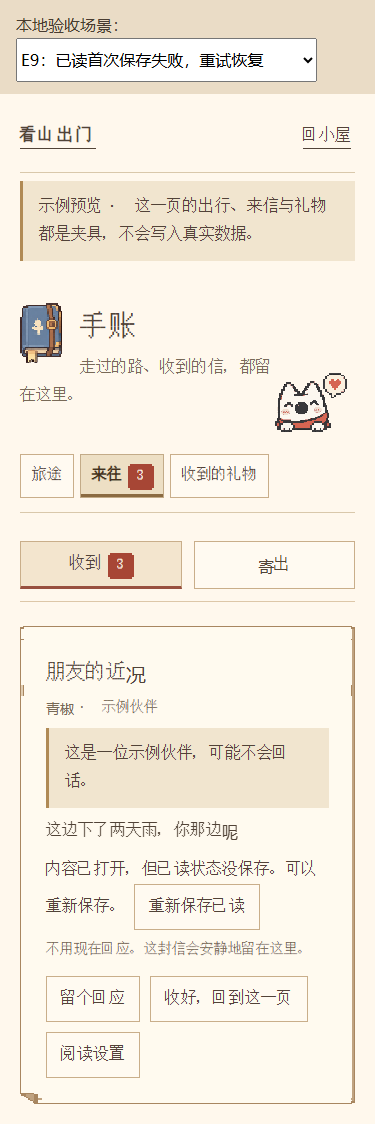 本地验收场景：
E9：已读首次保存失败，重试恢复
看山出门
回小屋
示例预览 · 这一页的出行、来信与礼物
都是夹具，不会写入真实数据。
手账
走过的路、收到的信，都留
在这里。
旅途
来往 3
收到的礼物
收到 3
寄出
朋友的近况
青椒 · 示例伙伴
这是一位示例伙伴，可能不会回
话。
这边下了两天雨，你那边呢
内容已打开，但已读状态没保存。可以
重新保存。 重新保存已读
不用现在回应。这封信会安静地留在这里。
留个回应
收好，回到这一页
阅读设置